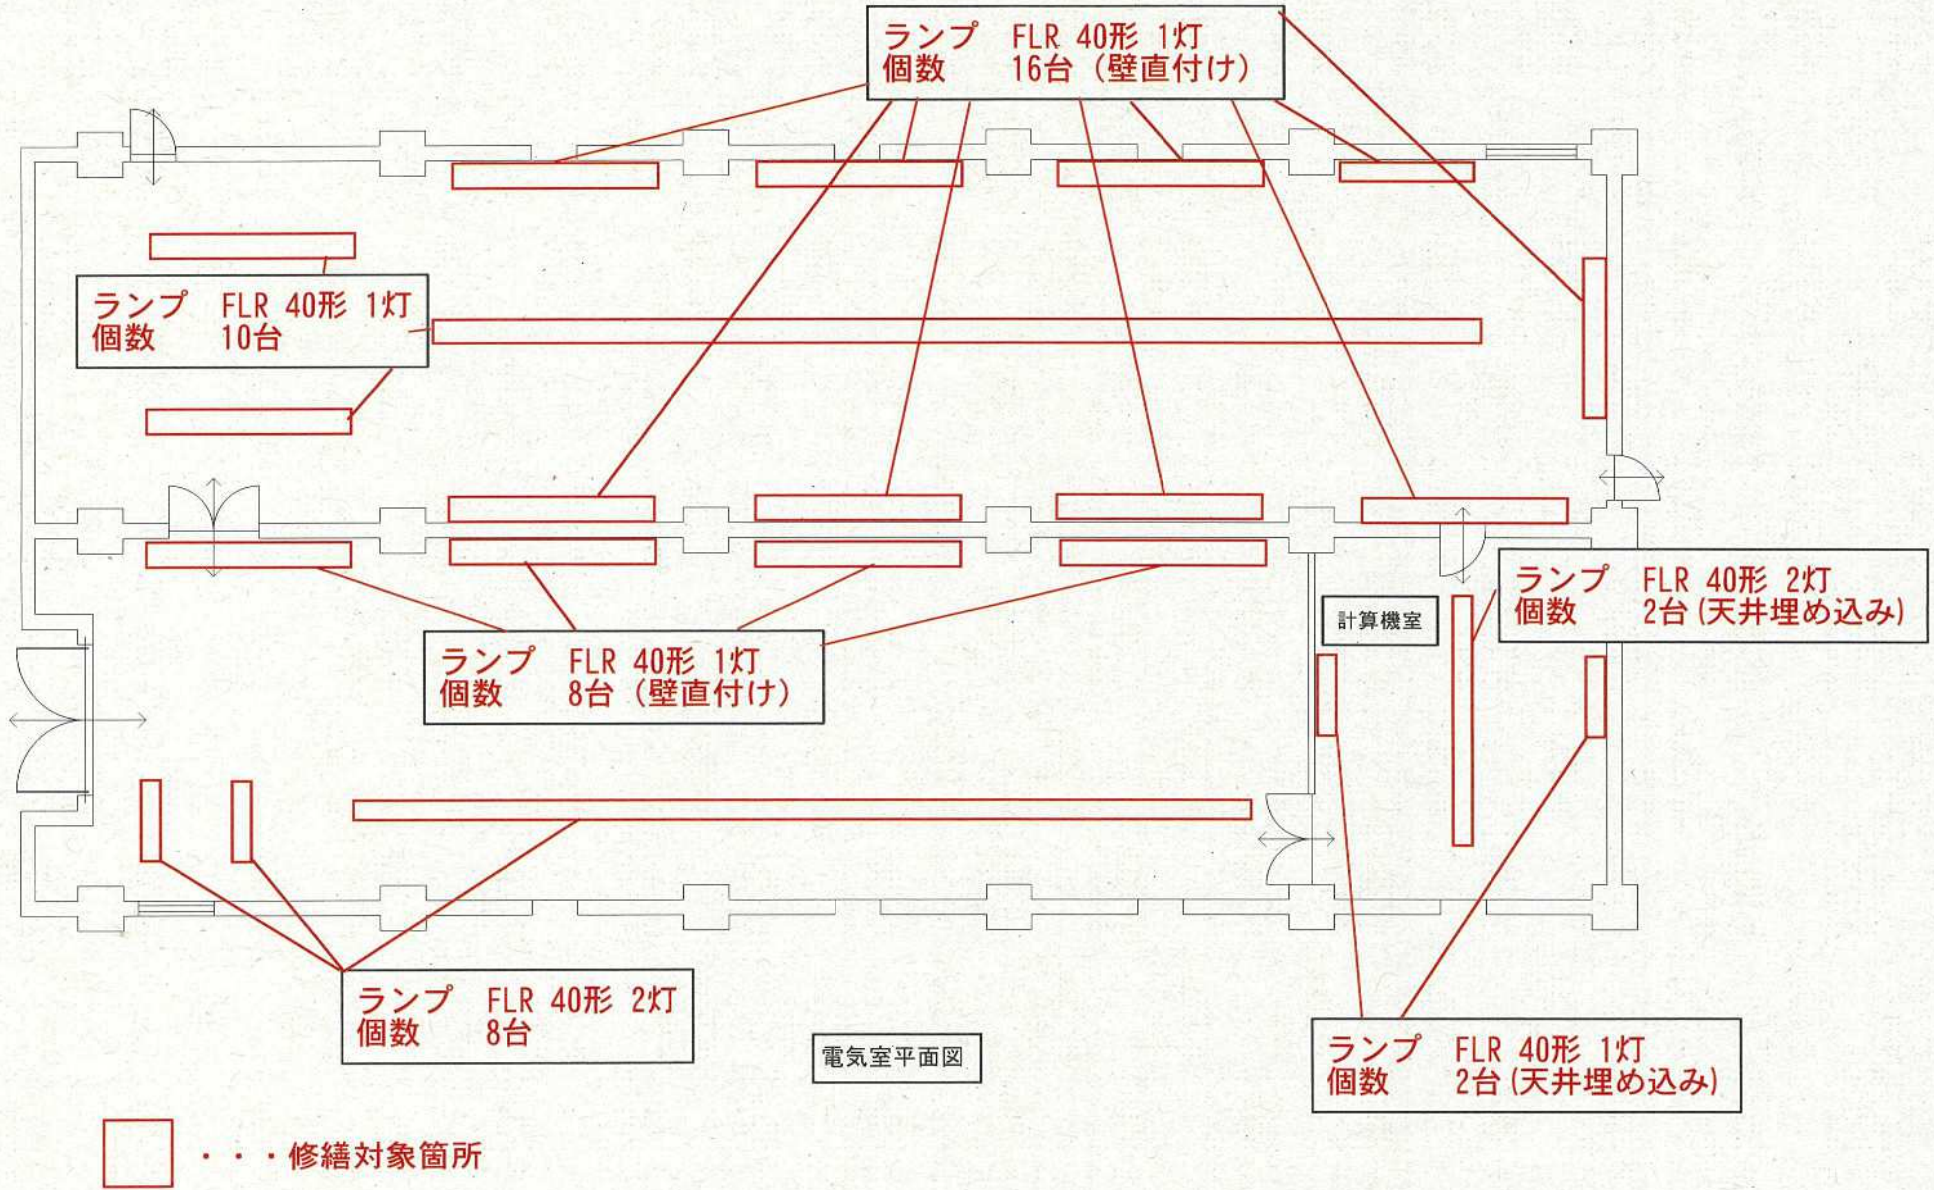 ランプ FLR 40形 1灯
個数 16台（壁直付け）
ランプ FLR 40形 1灯
個数 10台
ランプ FLR 40形 2灯
個数 2台(天井埋め込み)
計算機室
ランプ FLR 40形 1灯
個数 8台（壁直付け）
ランプ FLR 40形 2灯
個数 8台
電気室平面図
ランプ FLR 40形 1灯
個数 2台(天井埋め込み)
・・・修繕対象箇所